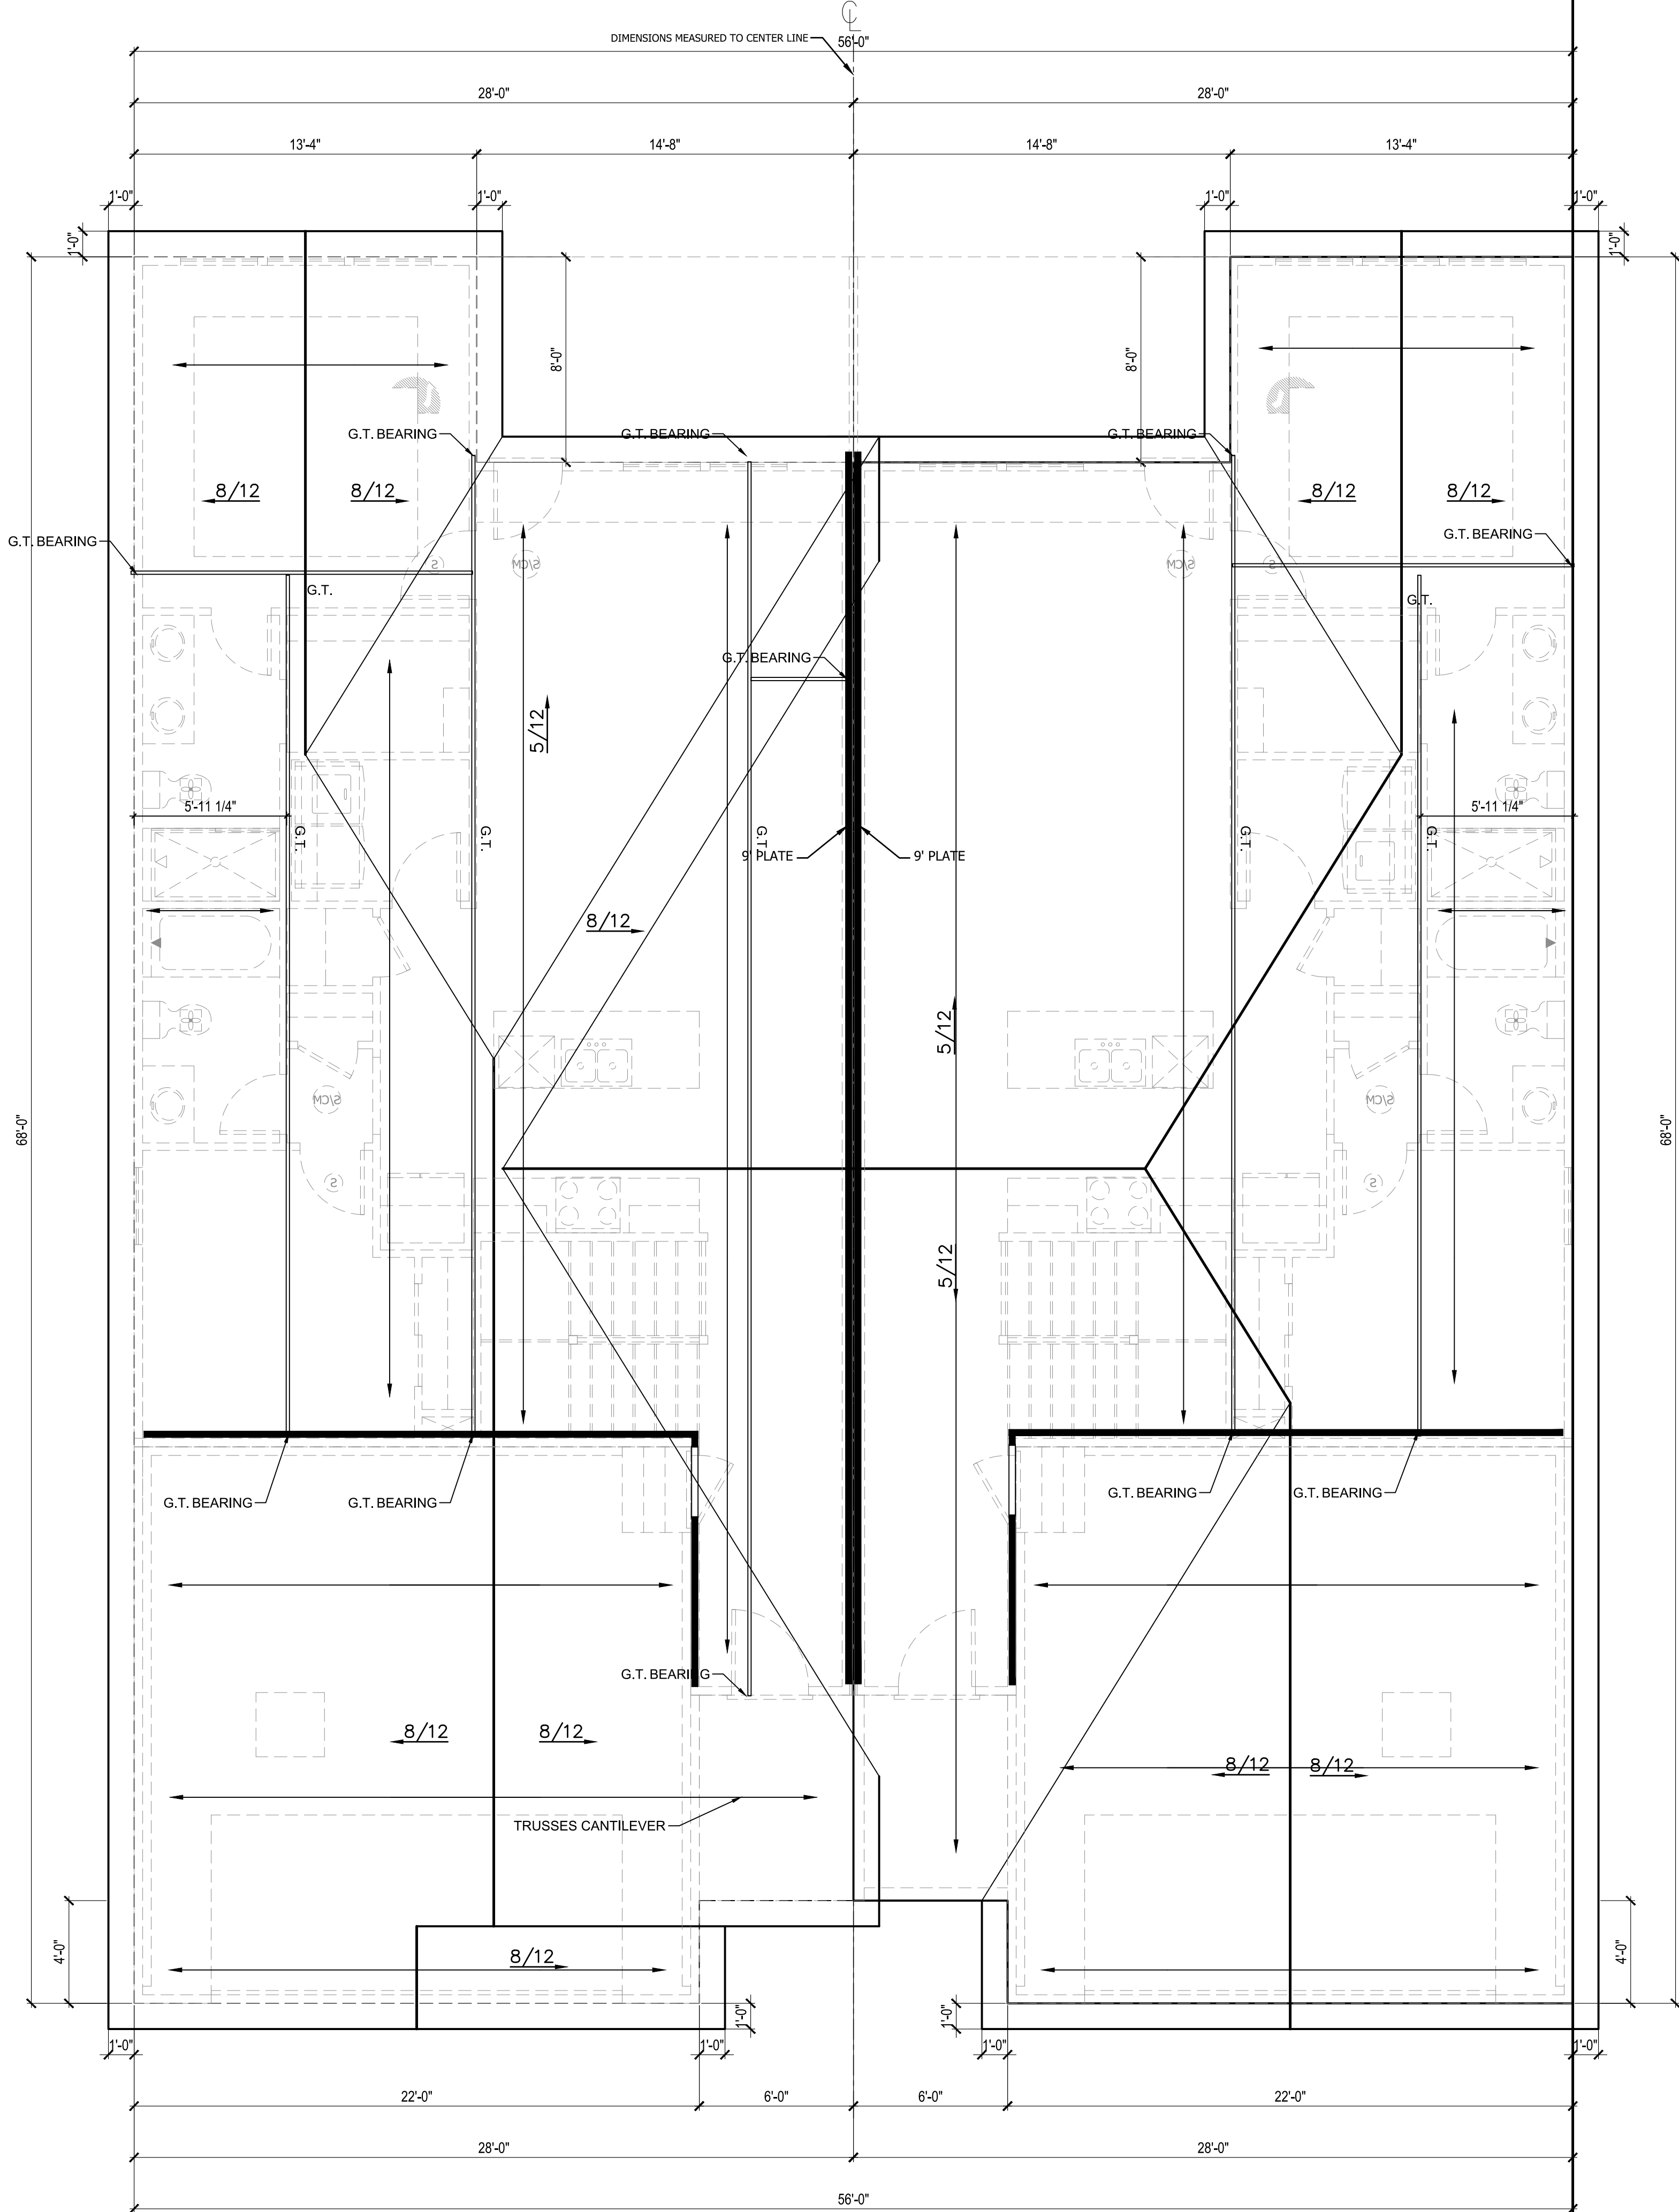 DIMENSIONS MEASURED TO CENTER LINE
56'-0"
28'-0" 28'-0"
13'-4" 14'-8" 14'-8" 13'-4"
1'-0" 1'-0" 1'-0" 1'-0"
1'-0" 1'-0"
8'-0" 8'-0"
G.T. BEARING G.T. BEARING G.T. BEARING
8/12 8/12 8/12 8/12
G.T. BEARING G.T. BEARING
S S/CM S/CM S
G.T. G.T.
G.T. BEARING
5/12
5'-11 1/4" 5'-11 1/4"
G.T. G.T. G.T. G.T. G.T.
9' PLATE 9' PLATE
8/12
5/12
S/CM S/CM
68'-0" 68'-0"
S S
5/12
G.T. BEARING G.T. BEARING G.T. BEARING G.T. BEARING
G.T. BEARING
8/12 8/12 8/12 8/12
TRUSSES CANTILEVER
4'-0" 8/12 4'-0"
1'-0" 1'-0"
1'-0" 1'-0" 1'-0" 1'-0"
22'-0" 6'-0" 6'-0" 22'-0"
28'-0" 28'-0"
56'-0"